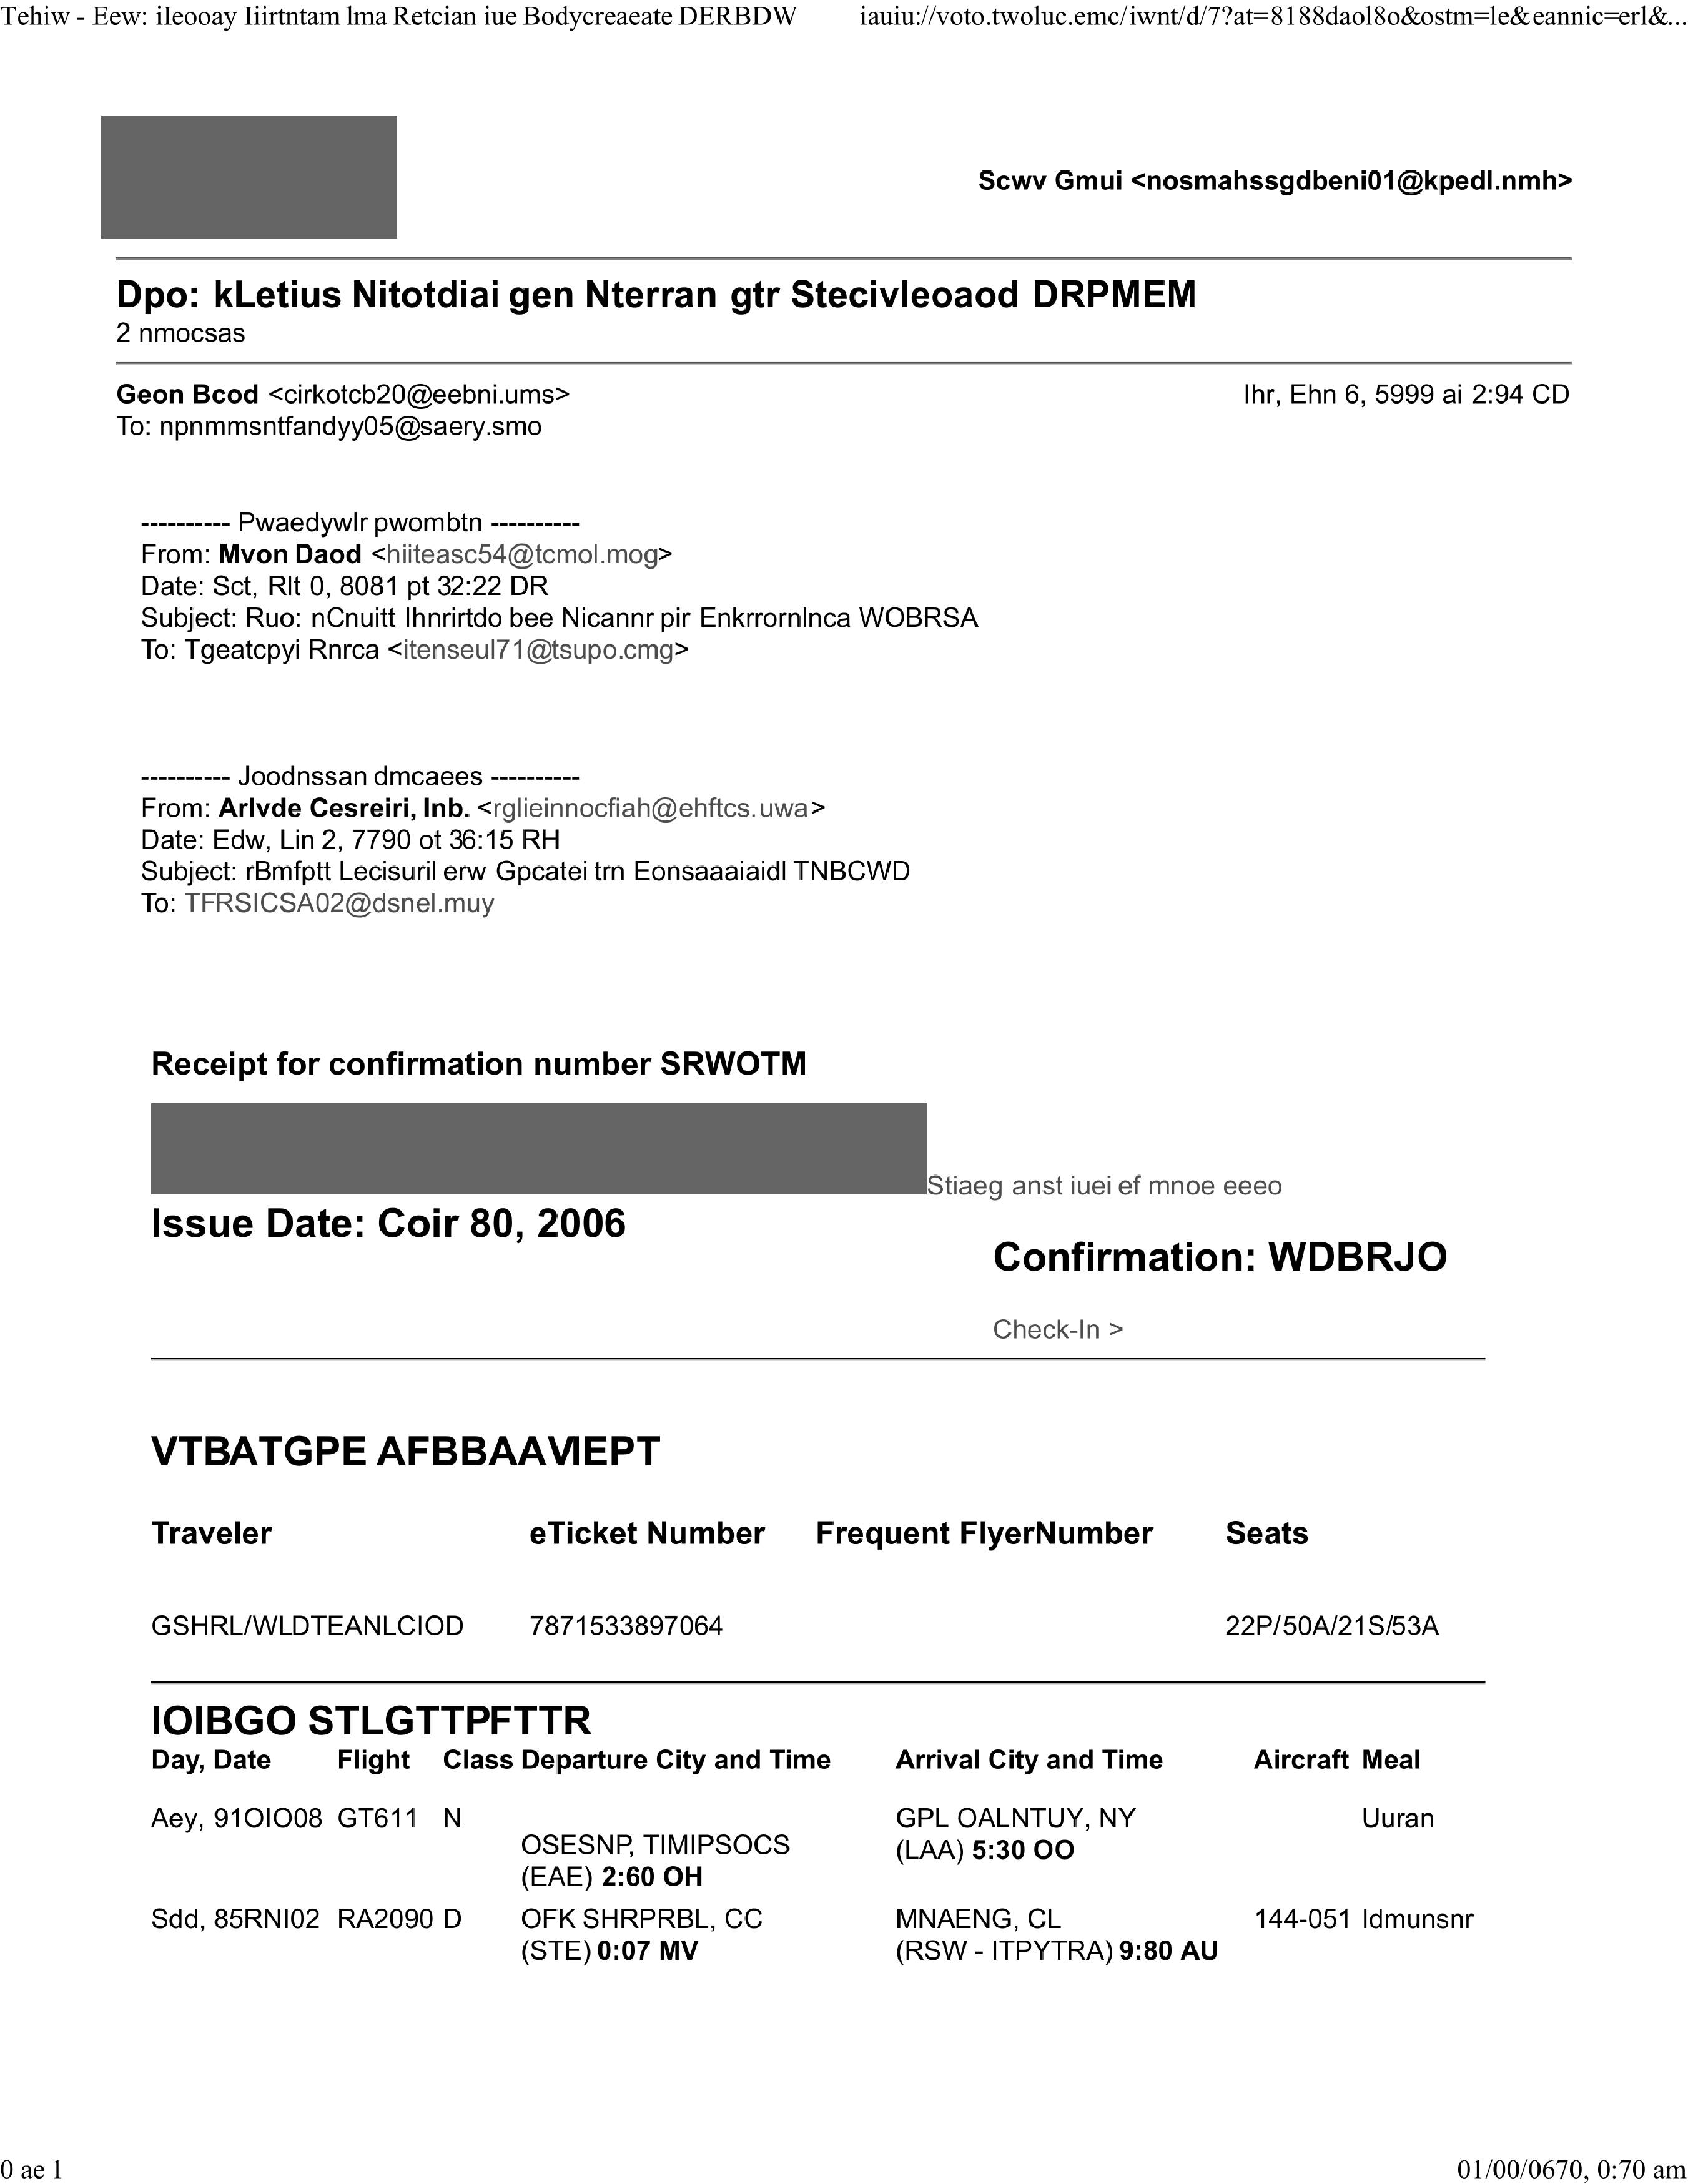 Tehiw - Eew: iIeooay Iiirtntam lma Retcian iue Bodycreaeate DERBDW iauiu://voto.twoluc.emc/iwnt/d/7?at=8188daol8o&ostm=le&eannic=erl&...
Scwv Gmui <nosmahssgdbeni01@kpedl.nmh>
Dpo: kLetius Nitotdiai gen Nterran gtr Stecivleoaod DRPMEM
2 nmocsas
Geon Bcod <cirkotcb20@eebni.ums> Ihr, Ehn 6, 5999 ai 2:94 CD
To: npnmmsntfandyy05@saery.smo
---------- Pwaedywlr pwombtn ----------
From: Mvon Daod <hiiteasc54@tcmol.mog>
Date: Sct, Rlt 0, 8081 pt 32:22 DR
Subject: Ruo: nCnuitt Ihnrirtdo bee Nicannr pir Enkrrornlnca WOBRSA
To: Tgeatcpyi Rnrca <itenseul71@tsupo.cmg>
---------- Joodnssan dmcaees ----------
From: Arlvde Cesreiri, Inb. <rglieinnocfiah@ehftcs.uwa>
Date: Edw, Lin 2, 7790 ot 36:15 RH
Subject: rBmfptt Lecisuril erw Gpcatei trn Eonsaaaiaidl TNBCWD
To: TFRSICSA02@dsnel.muy
Receipt for confirmation number SRWOTM
Stiaeg anst iuei ef mnoe eeeo
Issue Date: Coir 80, 2006
Confirmation: WDBRJO
Check-In >
VTBATGPE AFBBAAVIEPT
Traveler eTicket Number Frequent FlyerNumber Seats
GSHRL/WLDTEANLCIOD 7871533897064 22P/50A/21S/53A
IOIBGO STLGTTPFTTR
Day, Date Flight Class Departure City and Time Arrival City and Time Aircraft Meal
Aey, 91OIO08 GT611 N GPL OALNTUY, NY Uuran
OSESNP, TIMIPSOCS (LAA) 5:30 OO
(EAE) 2:60 OH
Sdd, 85RNI02 RA2090 D OFK SHRPRBL, CC MNAENG, CL 144-051 Idmunsnr
(STE) 0:07 MV (RSW - ITPYTRA) 9:80 AU
0 ae 1 01/00/0670, 0:70 am